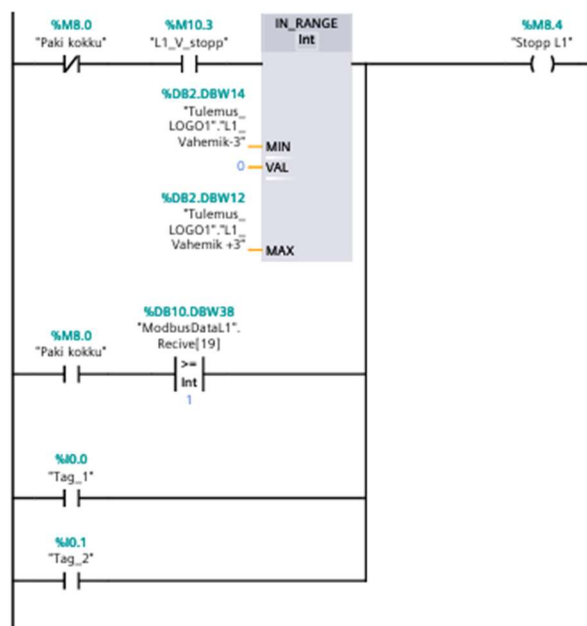 %M8.0
"Paki kokku"
%M10.3
"L1_V_stopp"
IN_RANGE
Int
%M8.4
"Stopp L1"
%DB2.DBW14
"Tulemus_
LOGO1"."L1_
Vahemik-3"
MIN
0
VAL
%DB2.DBW12
"Tulemus_
LOGO1"."L1_
Vahemik +3"
MAX
%M8.0
"Paki kokku"
%DB10.DBW38
"ModbusDataL1".
Recive[19]
>=
Int
1
%I0.0
"Tag_1"
%I0.1
"Tag_2"